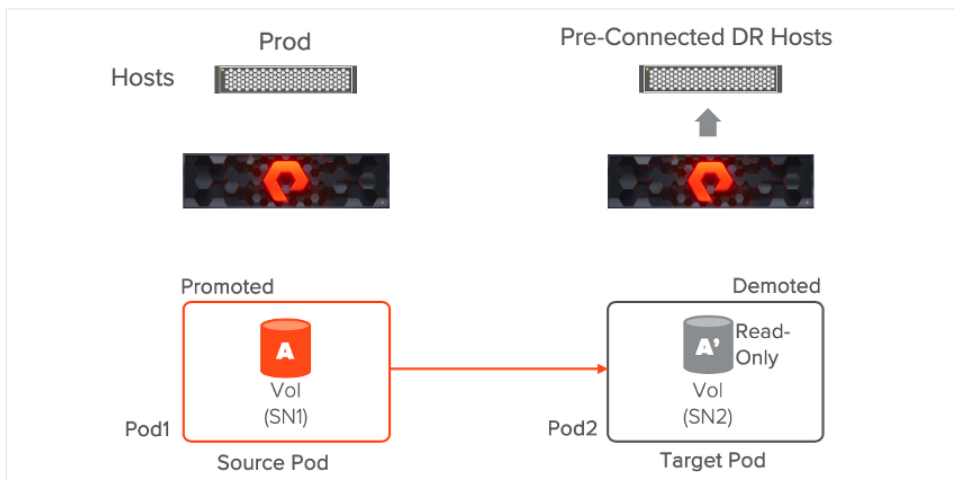 Prod
Pre-Connected DR Hosts
Hosts
Promoted
Demoted
A
A’
Read-
Only
Vol
(SN1)
Vol
(SN2)
Pod1
Pod2
Source Pod
Target Pod